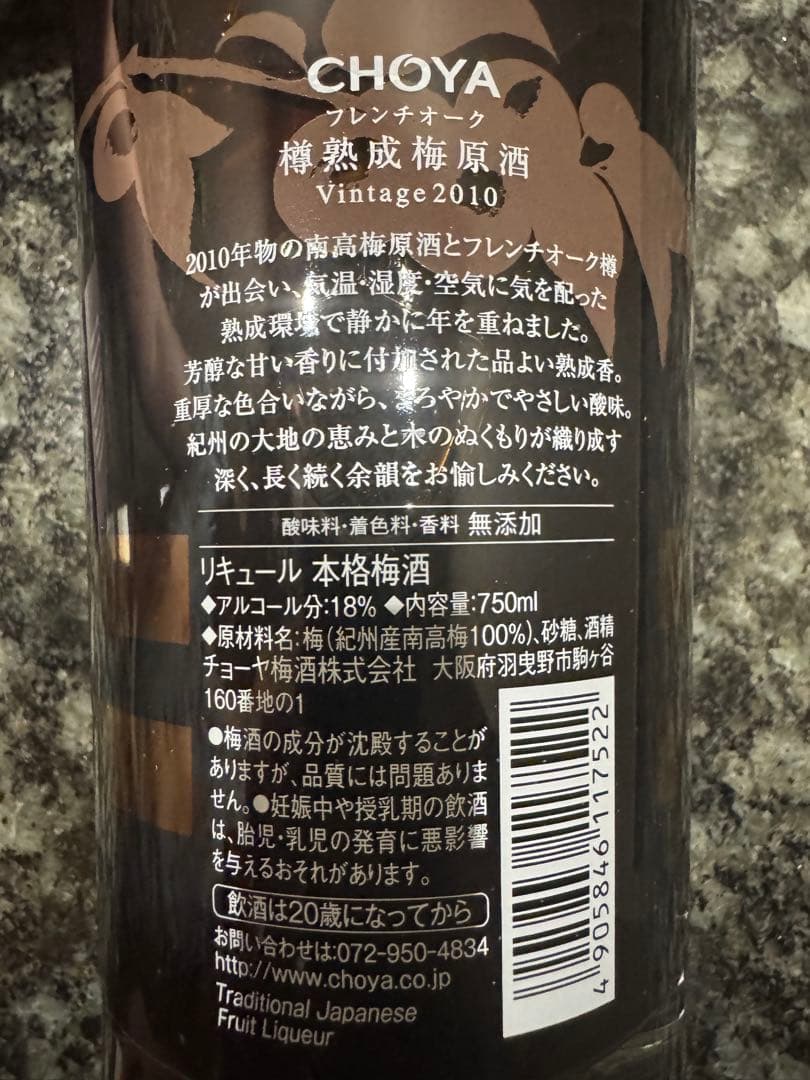 CHOYA
フレンチオーク
樽熟成梅原酒
Vintage2010
2010年物の南高梅原酒とフレンチオーク樽
が出会い、気温・湿度・空気に気を配った
熟成環境で静かに年を重ねました。
芳醇な甘い香りに付加された品よい熟成香。
重厚な色合いながら、まろやかでやさしい酸味。
紀州の大地の恵みと木のぬくもりが織り成す
深く、長く続く余韻をお愉しみください。
酸味料・着色料・香料 無添加
リキュール 本格梅酒
◆アルコール分:18% ◆内容量:750ml
◆原材料名:梅(紀州産南高梅100%)、砂糖、酒精
チョーヤ梅酒株式会社 大阪府羽曳野市駒ヶ谷
160番地の1
●梅酒の成分が沈殿することが
ありますが、品質には問題ありま
せん。●妊娠中や授乳期の飲酒
は、胎児・乳児の発育に悪影響
を与えるおそれがあります。
飲酒は20歳になってから
お問い合わせは:072-950-4834
http://www.choya.co.jp
Traditional Japanese
Fruit Liqueur
4905846117522